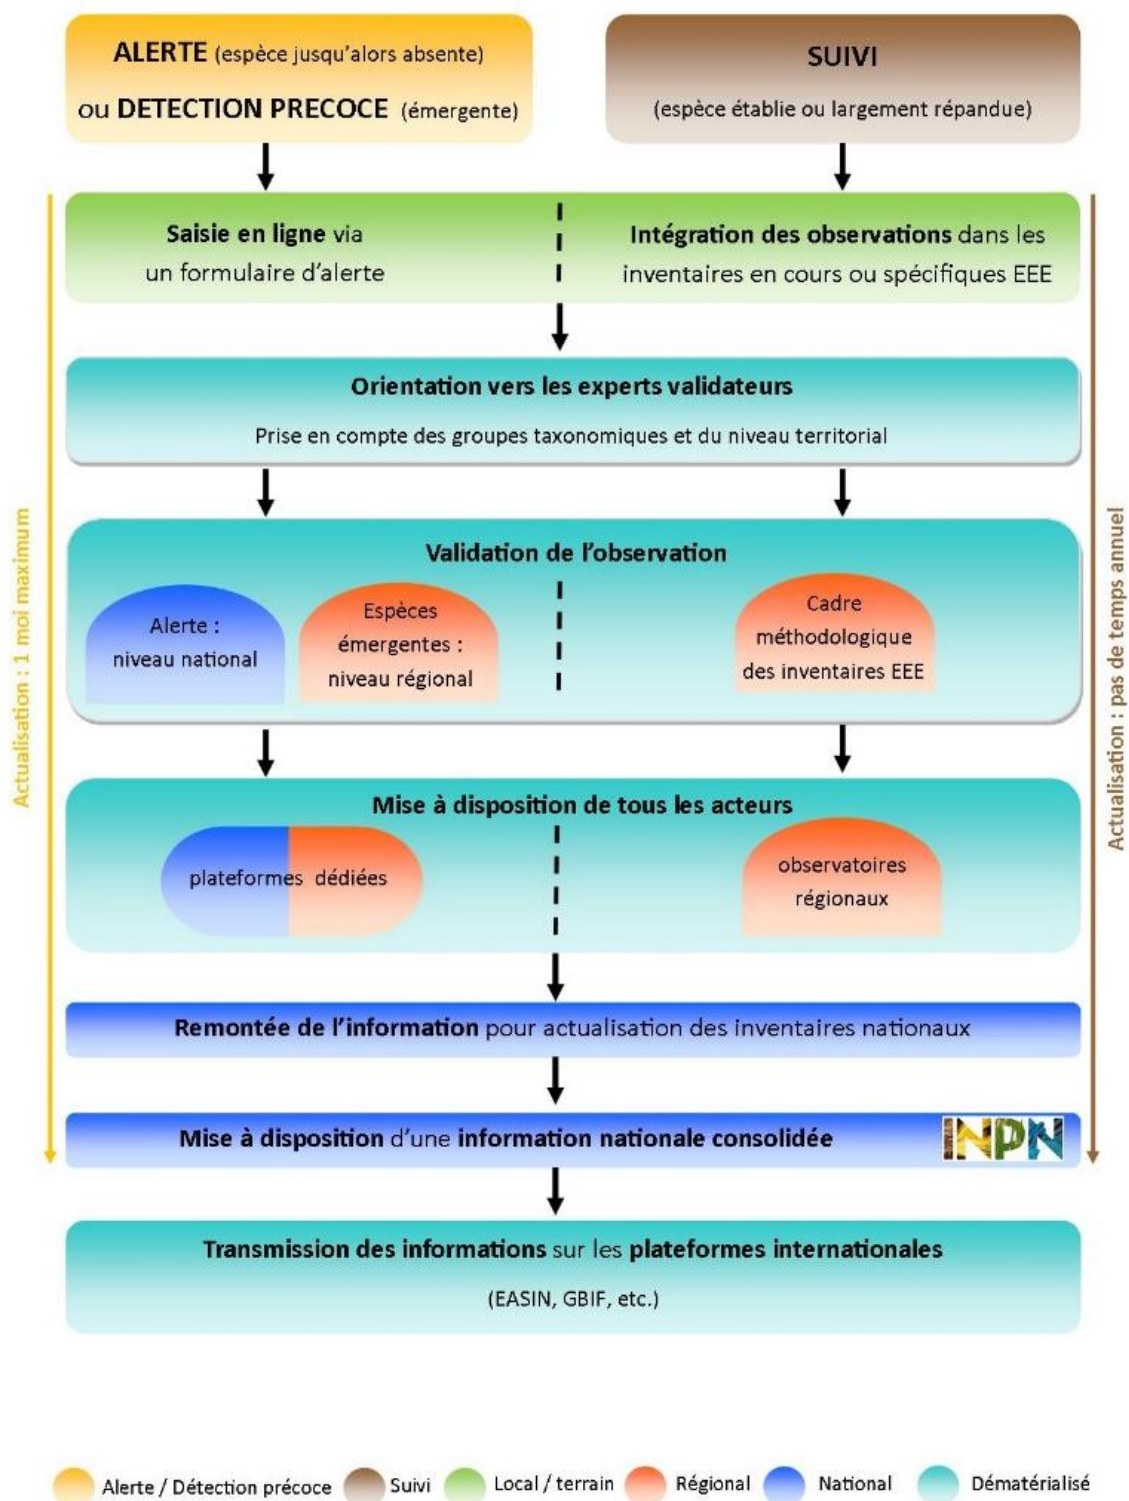 ALERTE (espèce jusqu'alors absente)
ou DETECTION PRECOCE (émergente)
SUIVI
(espèce établie ou largement répandue)
Saisie en ligne via
un formulaire d'alerte
Intégration des observations dans les
inventaires en cours ou spécifiques EEE
Orientation vers les experts validateurs
Prise en compte des groupes taxonomiques et du niveau territorial
Validation de l'observation
Alerte :
niveau national
Espèces
émergentes :
niveau régional
Cadre
méthodologique
des inventaires EEE
Mise à disposition de tous les acteurs
plateformes dédiées
observatoires
régionaux
Remontée de l'information pour actualisation des inventaires nationaux
Mise à disposition d'une information nationale consolidée
INPN
Transmission des informations sur les plateformes internationales
(EASIN, GBIF, etc.)
Actualisation : 1 moi maximum
Actualisation : pas de temps annuel
Alerte / Détection précoce
Suivi
Local / terrain
Régional
National
Dématérialisé